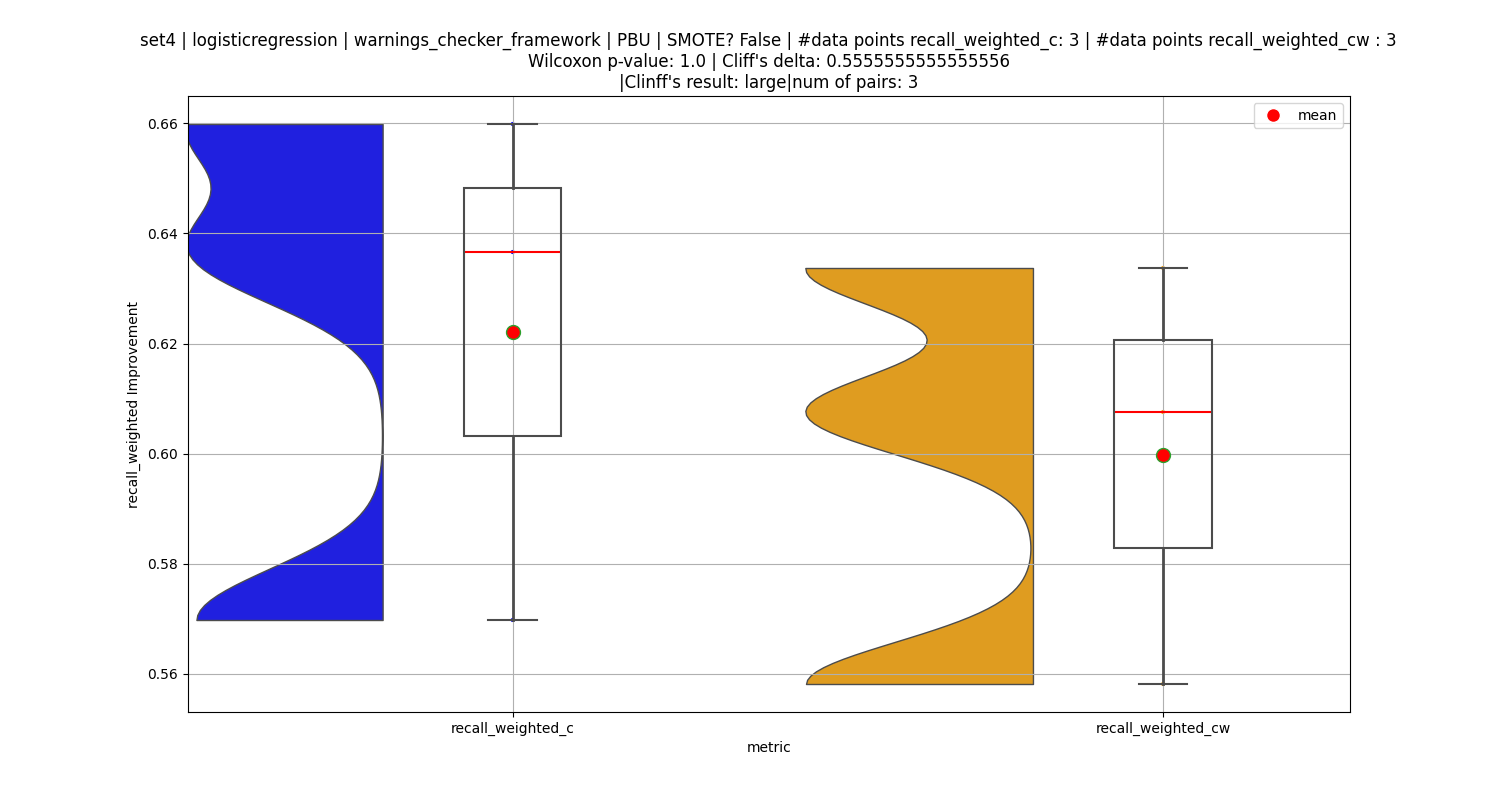 set4 | logisticregression | warnings_checker_framework | PBU | SMOTE? False | #data points recall_weighted_c: 3 | #data points recall_weighted_cw : 3
Wilcoxon p-value: 1.0 | Cliff's delta: 0.5555555555555556
|Clinff's result: large|num of pairs: 3
mean
0.66
0.64
0.62
0.60
0.58
0.56
recall_weighted Improvement
recall_weighted_c
recall_weighted_cw
metric